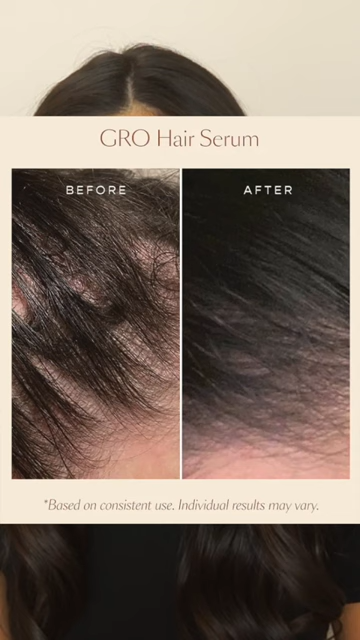 GRO Hair Serum
BEFORE
AFTER
*Based on consistent use. Individual results may vary.